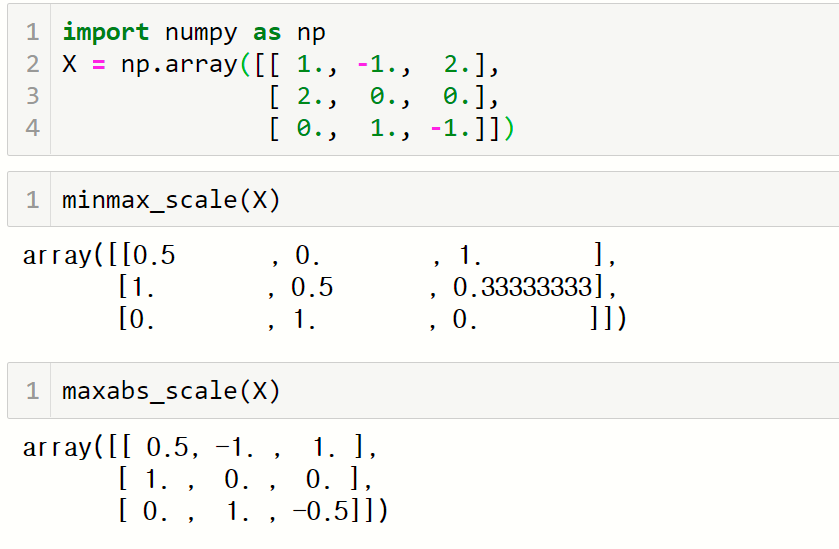 1 import numpy as np
2 X = np.array([[ 1., -1.,  2.],
3               [ 2.,  0.,  0.],
4               [ 0.,  1., -1.]])
1 minmax_scale(X)
array([[0.5       , 0.        , 1.        ],
       [1.        , 0.5       , 0.33333333],
       [0.        , 1.        , 0.        ]])
1 maxabs_scale(X)
array([[ 0.5, -1. ,  1. ],
       [ 1. ,  0. ,  0. ],
       [ 0. ,  1. , -0.5]])